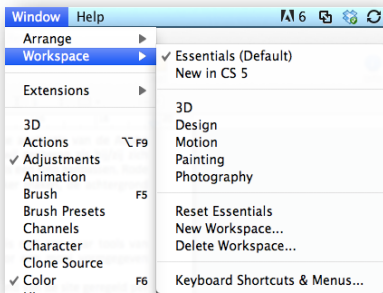 Window Help 6
Arrange
Workspace
Extensions
3D
Actions ⌥F9
Adjustments
Animation
Brush F5
Brush Presets
Channels
Character
Clone Source
Color F6
Essentials (Default)
New in CS 5
3D
Design
Motion
Painting
Photography
Reset Essentials
New Workspace...
Delete Workspace...
Keyboard Shortcuts & Menus...